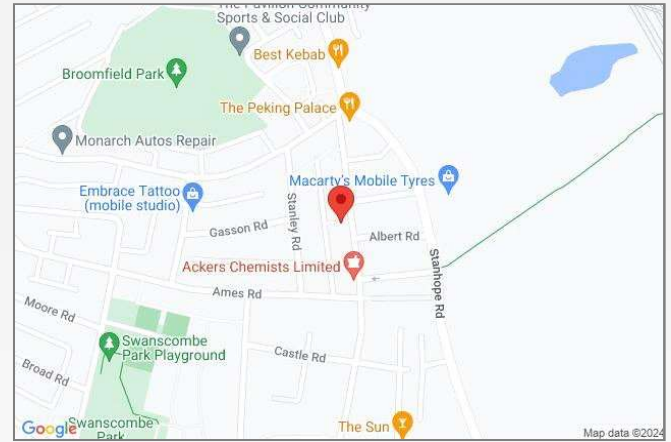 The Pavilion Community
Sports & Social Club
Best Kebab
Broomfield Park
The Peking Palace
Monarch Autos Repair
Macarty's Mobile Tyres
Embrace Tattoo
(mobile studio)
Stanley Rd
Gasson Rd
Albert Rd
Stanhope Rd
Ackers Chemists Limited
Ames Rd
Moore Rd
Swanscombe
Park Playground
Castle Rd
Broad Rd
Swanscombe
Park
The Sun
Google
Map data ©2024